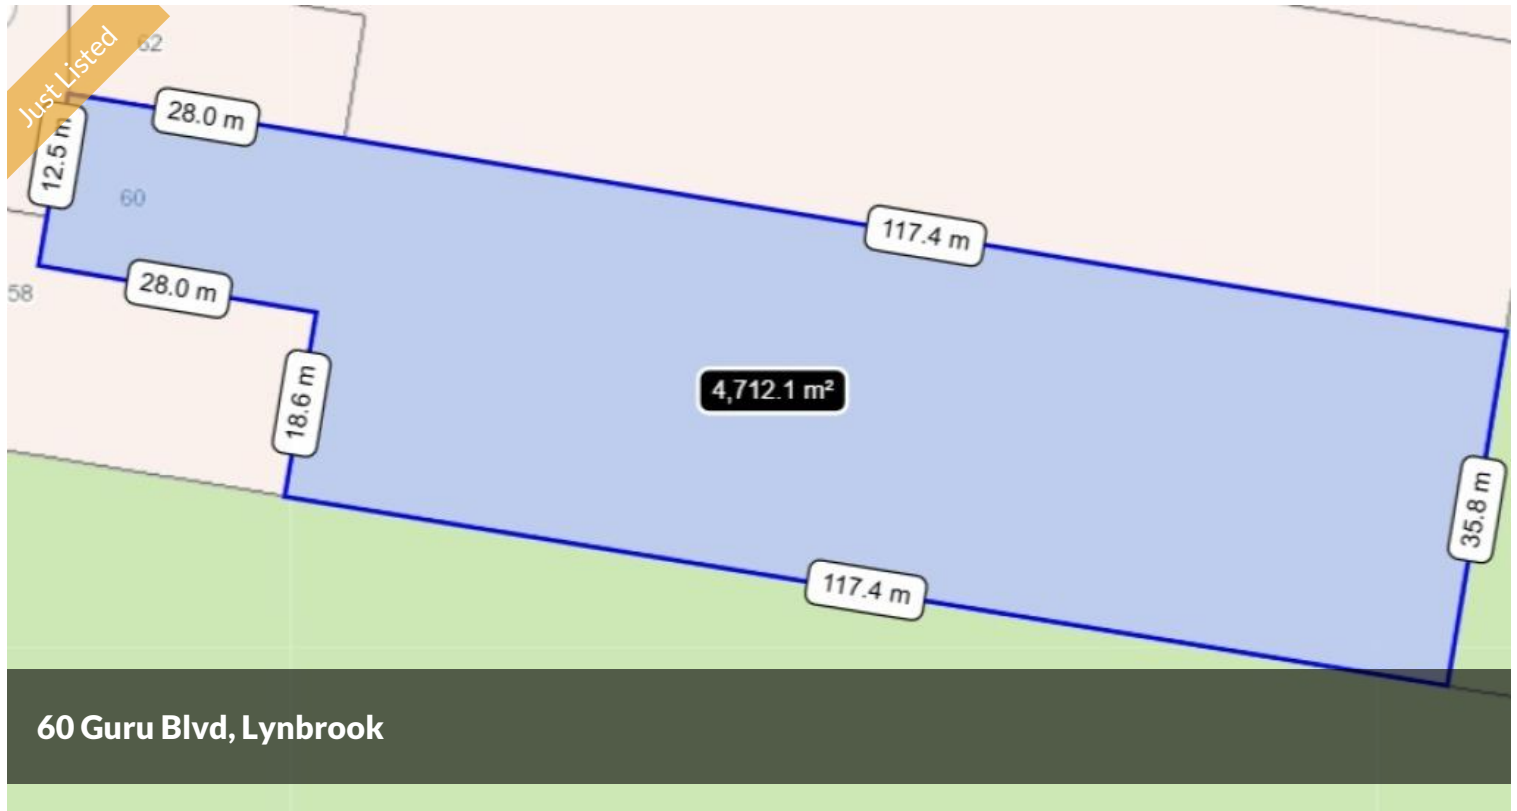 Just Listed
62
28.0 m
12.5 m
60
117.4 m
58
28.0 m
18.6 m
4,712.1 m²
35.8 m
117.4 m
60 Guru Blvd, Lynbrook